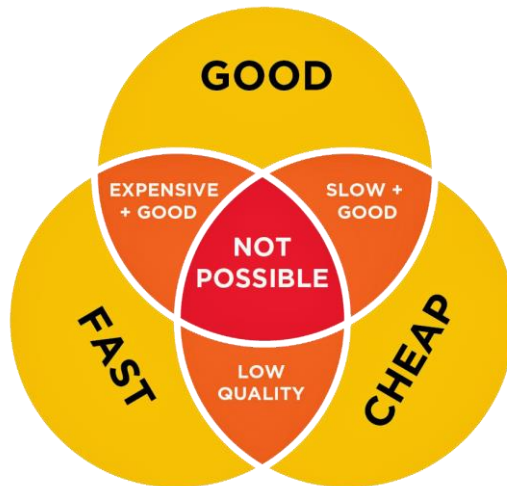 GOOD
EXPENSIVE
+ GOOD
SLOW +
GOOD
NOT
POSSIBLE
FAST
CHEAP
LOW
QUALITY